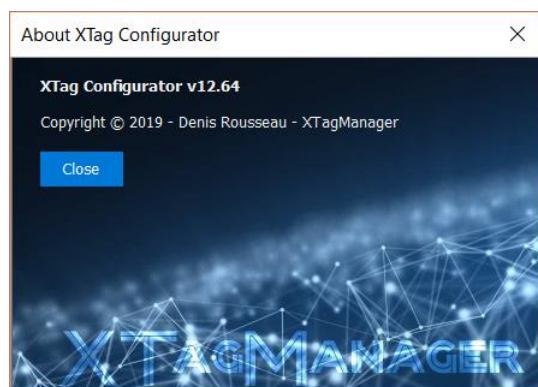 About XTag Configurator
XTag Configurator v12.64
Copyright © 2019 - Denis Rousseau - XTagManager
Close
XTAGMANAGER